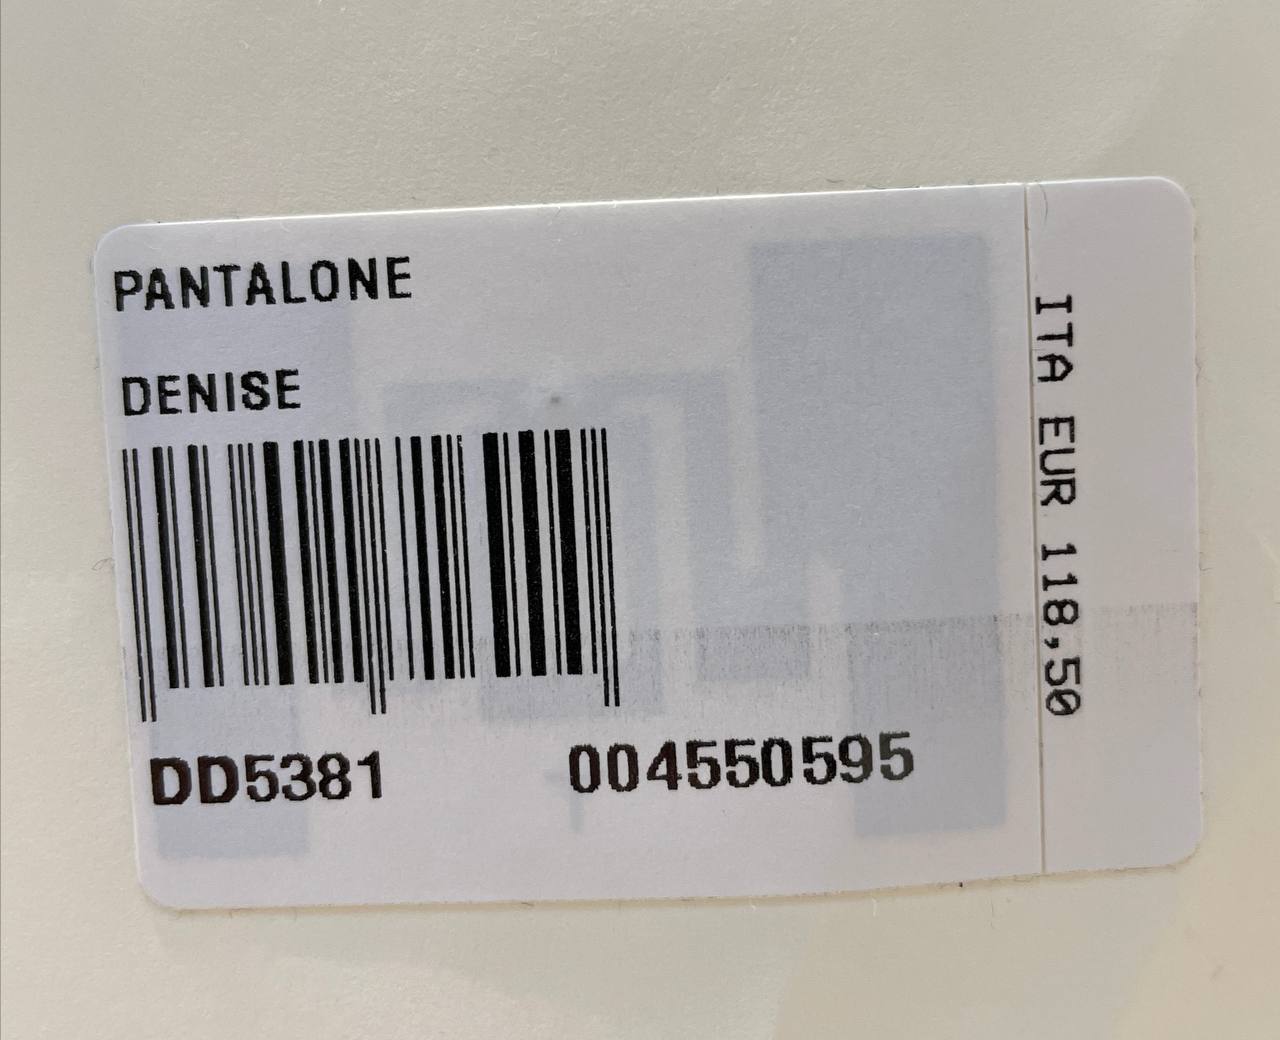 PANTALONE
DENISE
DD5381 004550595
ITA EUR 118,50